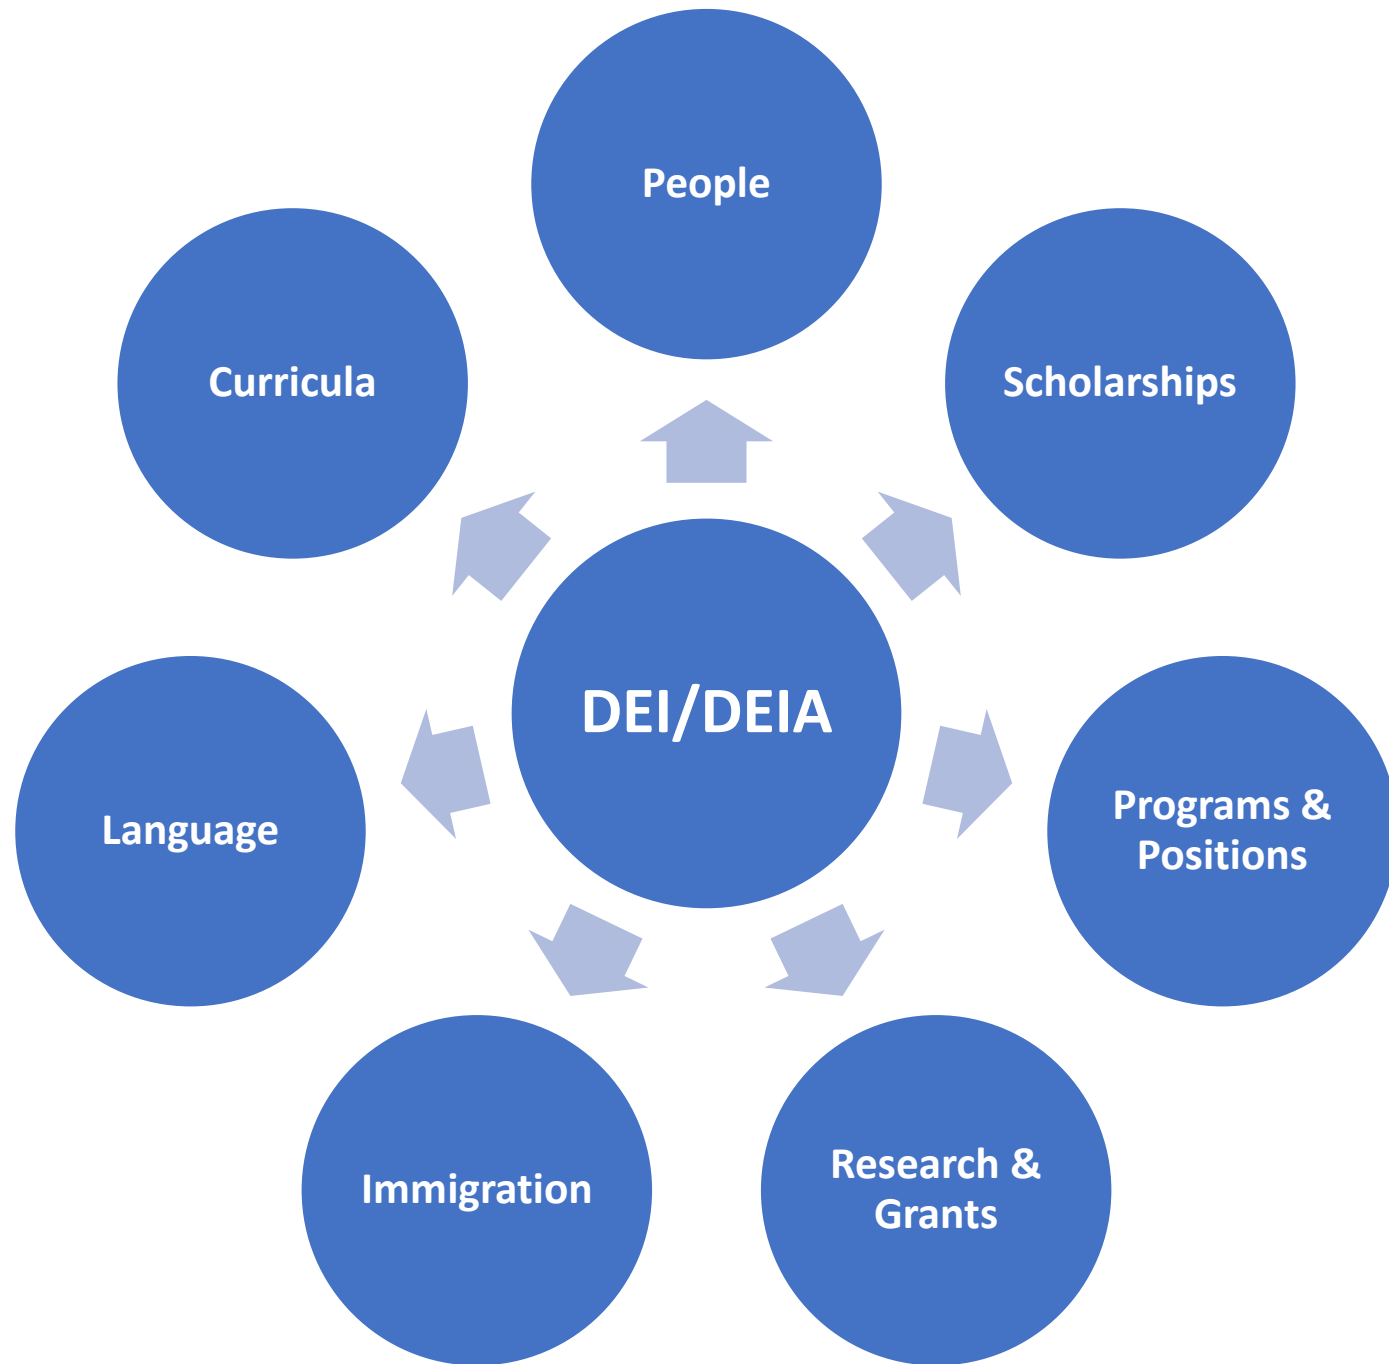 People
Curricula
Scholarships
DEI/DEIA
Language
Programs &
Positions
Immigration
Research &
Grants